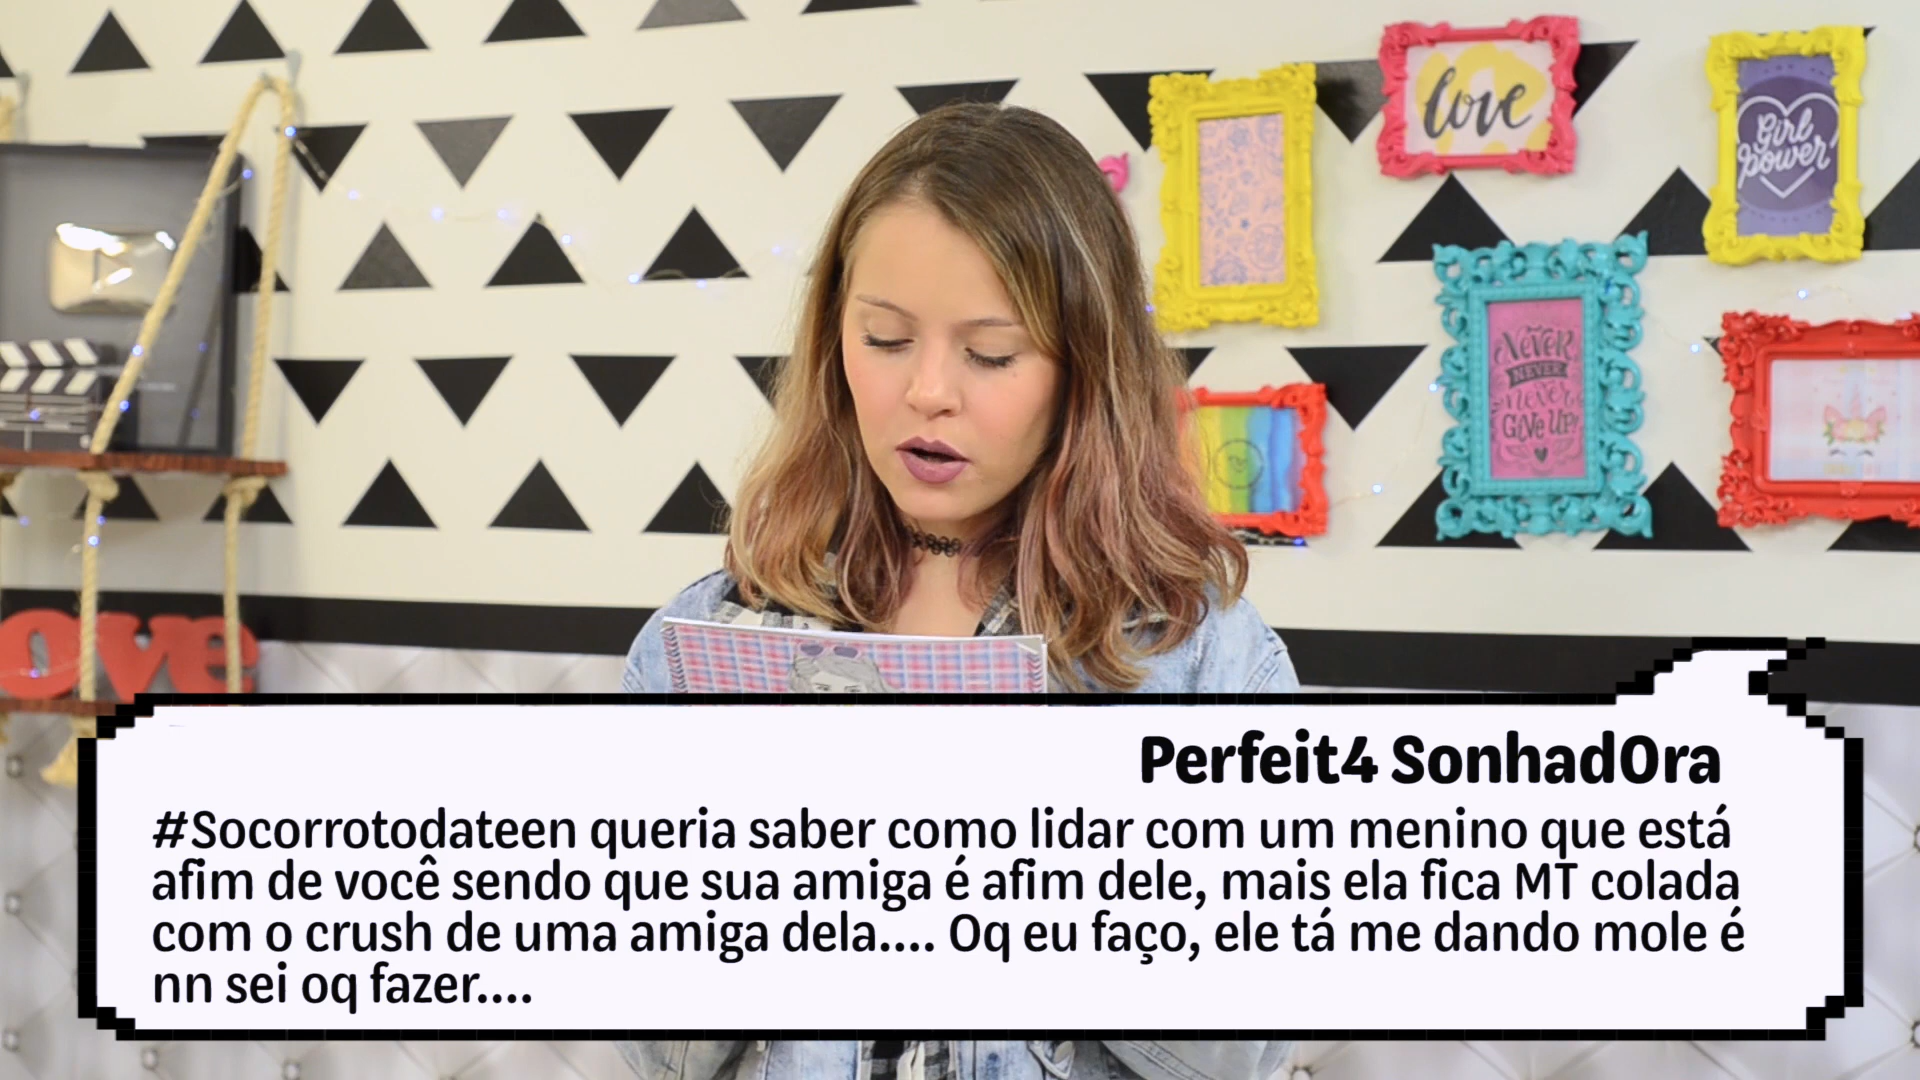 love
Girl
power
NEVER
NEVER
never
GIVE UP!
ove
Perfeit4 Sonhad0ra
#Socorrotodateen queria saber como lidar com um menino que está
afim de você sendo que sua amiga é afim dele, mais ela fica MT colada
com o crush de uma amiga dela.... Oq eu faço, ele tá me dando mole é
nn sei oq fazer....